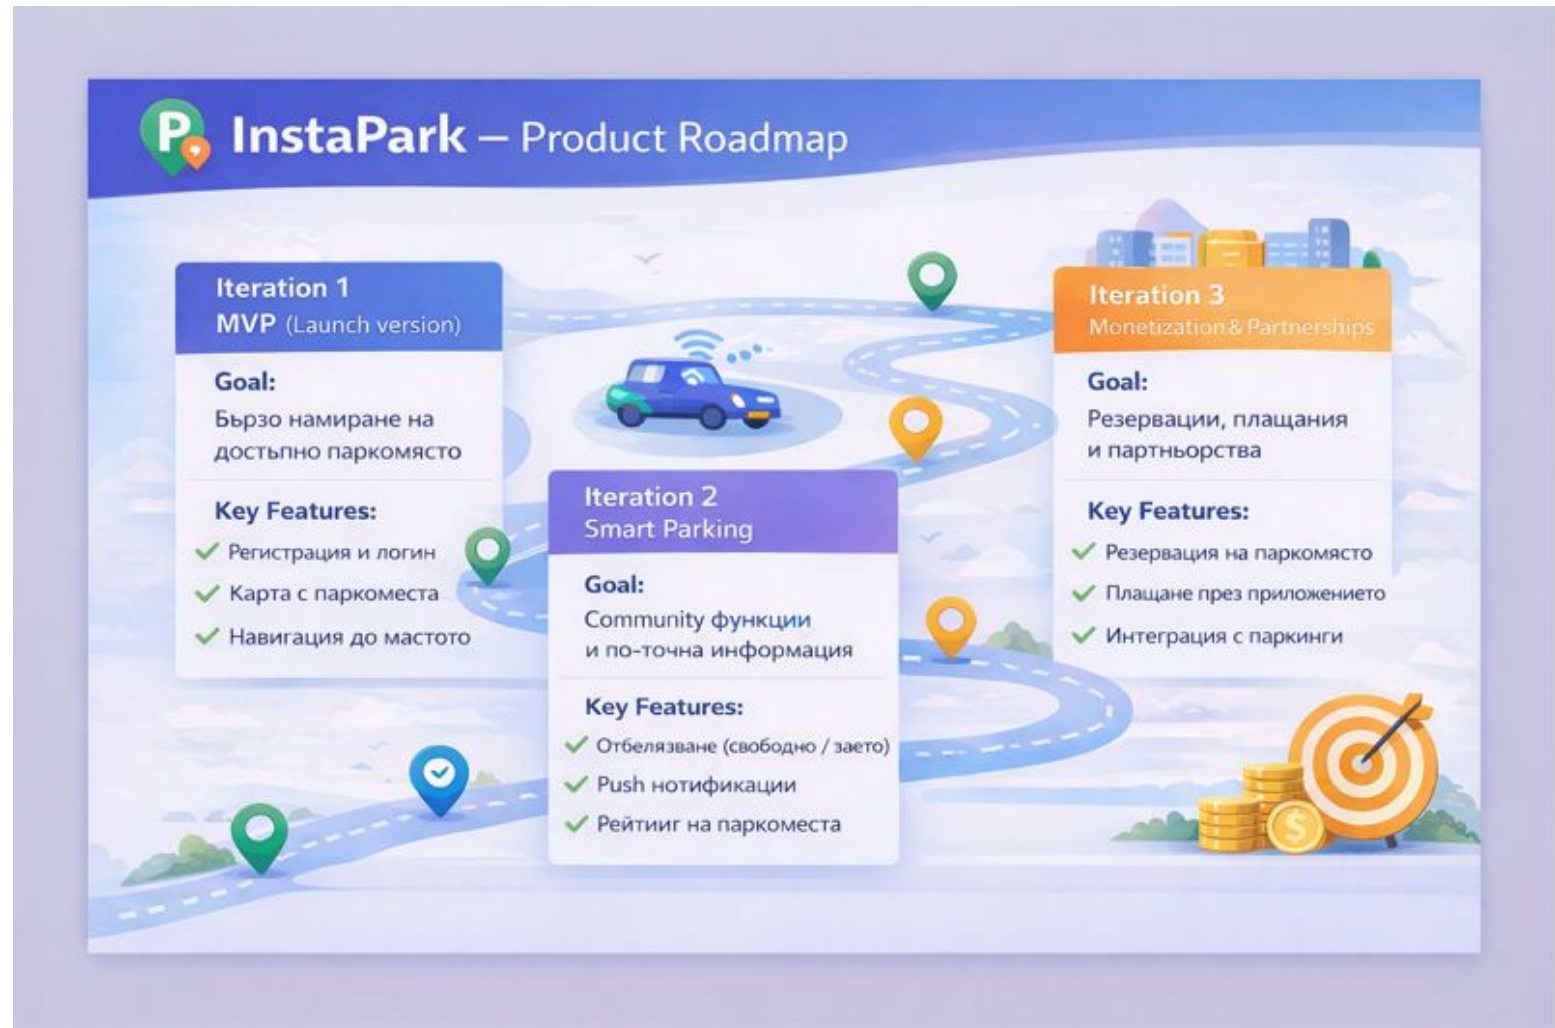 P
InstaPark – Product Roadmap
Iteration 1
MVP (Launch version)
Goal:
Бързо намиране на
достъпно паркомясто
Key Features:
Регистрация и логин
Карта с паркоместа
Навигация до мастото
Iteration 2
Smart Parking
Goal:
Community функции
и по-точна информация
Key Features:
Отбелязване (свободно / заето)
Push нотификации
Рейтииг на паркоместа
Iteration 3
Monetization & Partnerships
Goal:
Резервации, плащания
и партньорства
Key Features:
Резервация на паркомясто
Плащане през приложението
Интеграция с паркинги
$